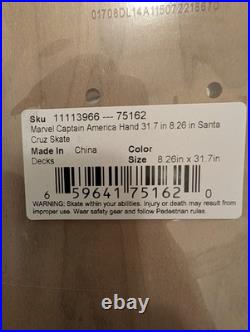 01708DL14A115072218670
Sku 11113966 --- 75162
Marvel Captain America Hand 31.7 in 8.26 in Santa
Cruz Skate
Made In China Color
Decks Size 8.26in x 31.7in
6 59641 75162 0
WARNING: Skate within your abilities. Injury or death may result from
use. Wear safety gear and follow Pedestrian rules.